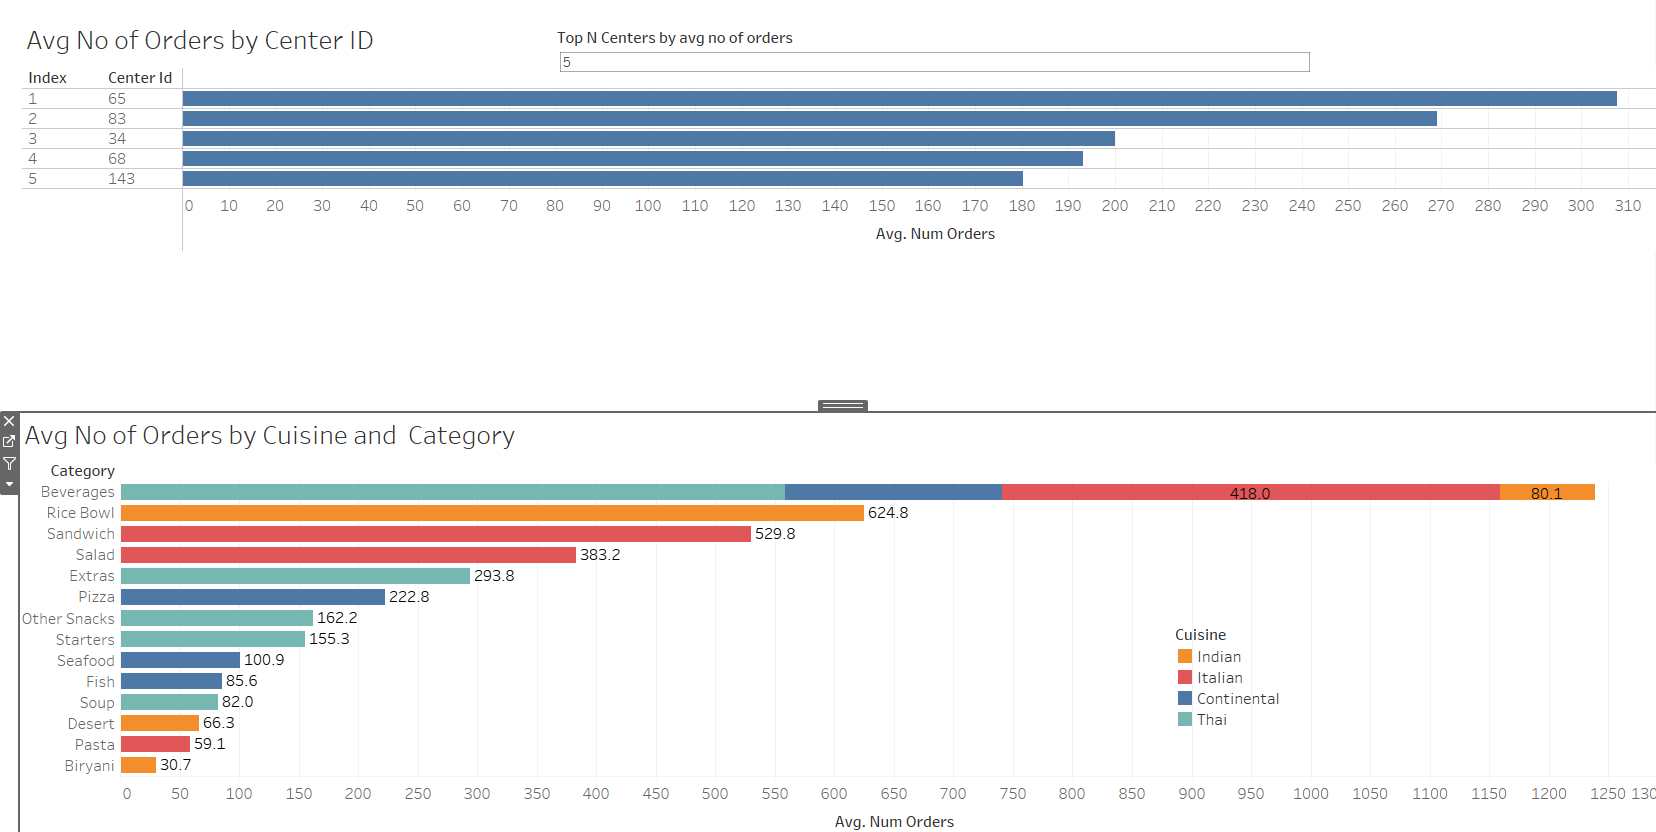 Avg No of Orders by Center ID
Top N Centers by avg no of orders
5
Index Center Id
1 65
2 83
3 34
4 68
5 143
0 10 20 30 40 50 60 70 80 90 100 110 120 130 140 150 160 170 180 190 200 210 220 230 240 250 260 270 280 290 300 310
Avg. Num Orders
Avg No of Orders by Cuisine and  Category
Category
Beverages 418.0 80.1
Rice Bowl 624.8
Sandwich 529.8
Salad 383.2
Extras 293.8
Pizza 222.8
Other Snacks 162.2
Starters 155.3
Seafood 100.9
Fish 85.6
Soup 82.0
Desert 66.3
Pasta 59.1
Biryani 30.7
Cuisine
Indian
Italian
Continental
Thai
0 50 100 150 200 250 300 350 400 450 500 550 600 650 700 750 800 850 900 950 1000 1050 1100 1150 1200 1250 130
Avg. Num Orders